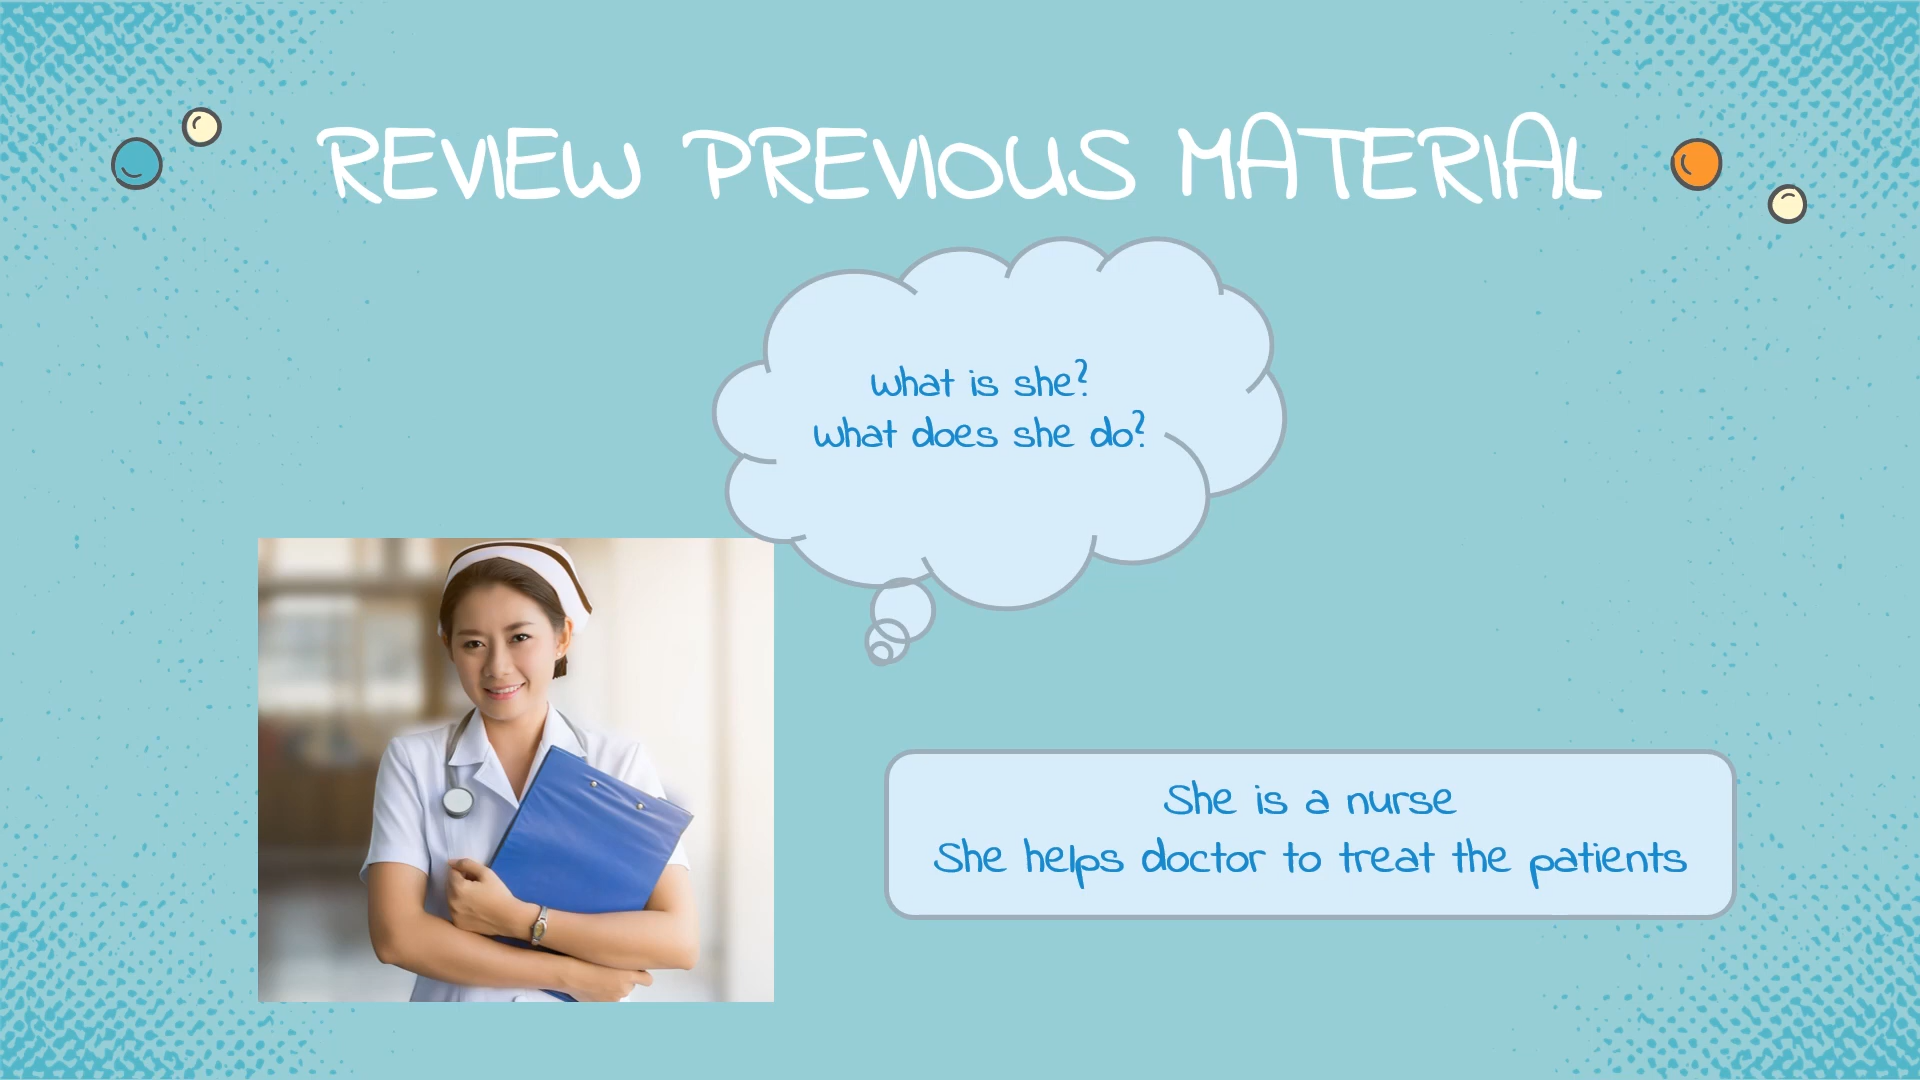 REVIEW PREVIOUS MATERIAL
What is she?
What does she do?
She is a nurse
She helps doctor to treat the patients